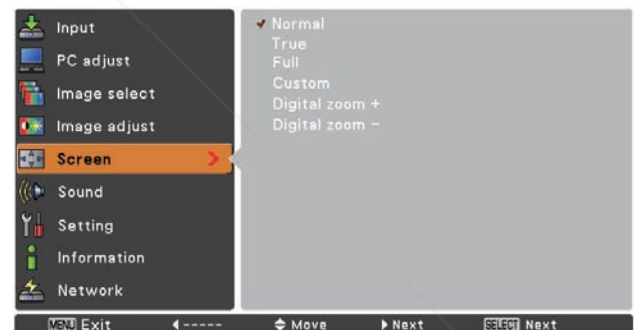 Input
PC adjust
Image select
Image adjust
Screen
Sound
Setting
Information
Network
Normal
True
Full
Custom
Digital zoom +
Digital zoom –
MENU Exit ◀----- ◆ Move ▶ Next SELECT Next